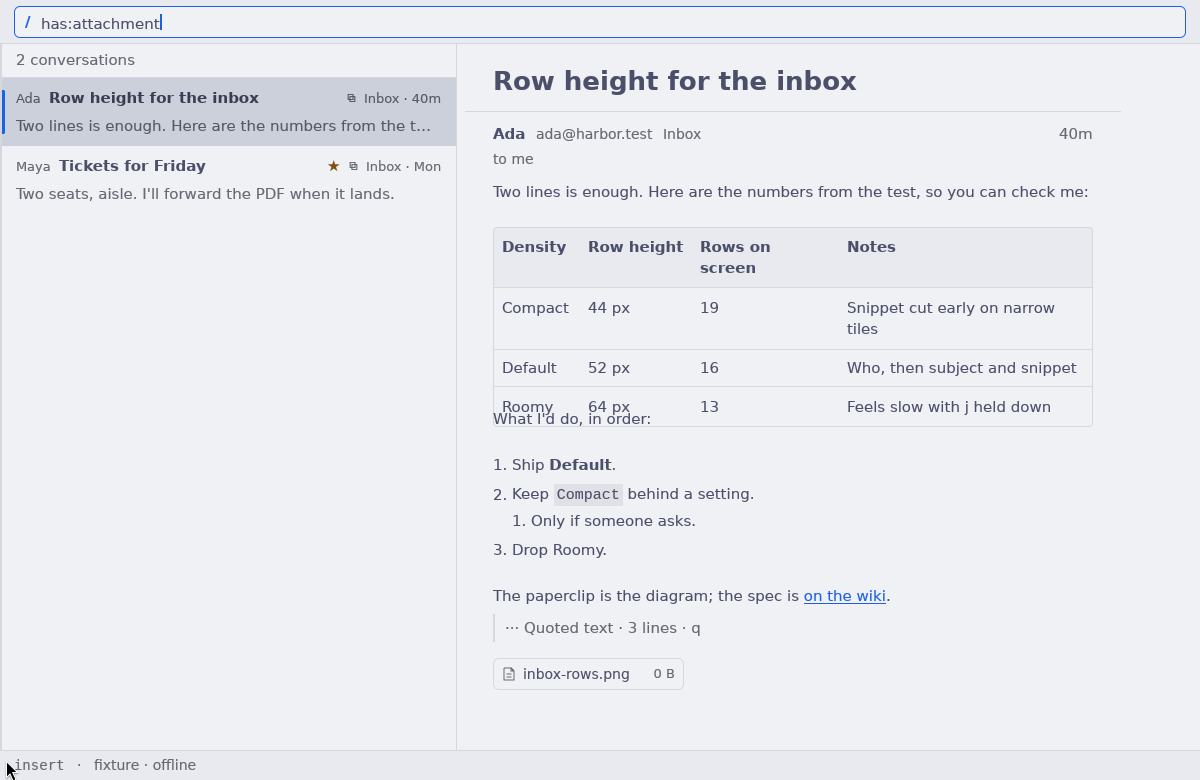 / has:attachment
2 conversations
Ada Row height for the inbox Inbox · 40m
Two lines is enough. Here are the numbers from the t…
Maya Tickets for Friday ★ Inbox · Mon
Two seats, aisle. I'll forward the PDF when it lands.
Row height for the inbox
Ada ada@harbor.test Inbox 40m
to me
Two lines is enough. Here are the numbers from the test, so you can check me:
Density Row height Rows on screen Notes
Compact 44 px 19 Snippet cut early on narrow tiles
Default 52 px 16 Who, then subject and snippet
Roomy 64 px 13 Feels slow with j held down
What I'd do, in order:
1. Ship Default.
2. Keep Compact behind a setting.
1. Only if someone asks.
3. Drop Roomy.
The paperclip is the diagram; the spec is on the wiki.
··· Quoted text · 3 lines · q
inbox-rows.png 0 B
insert · fixture · offline